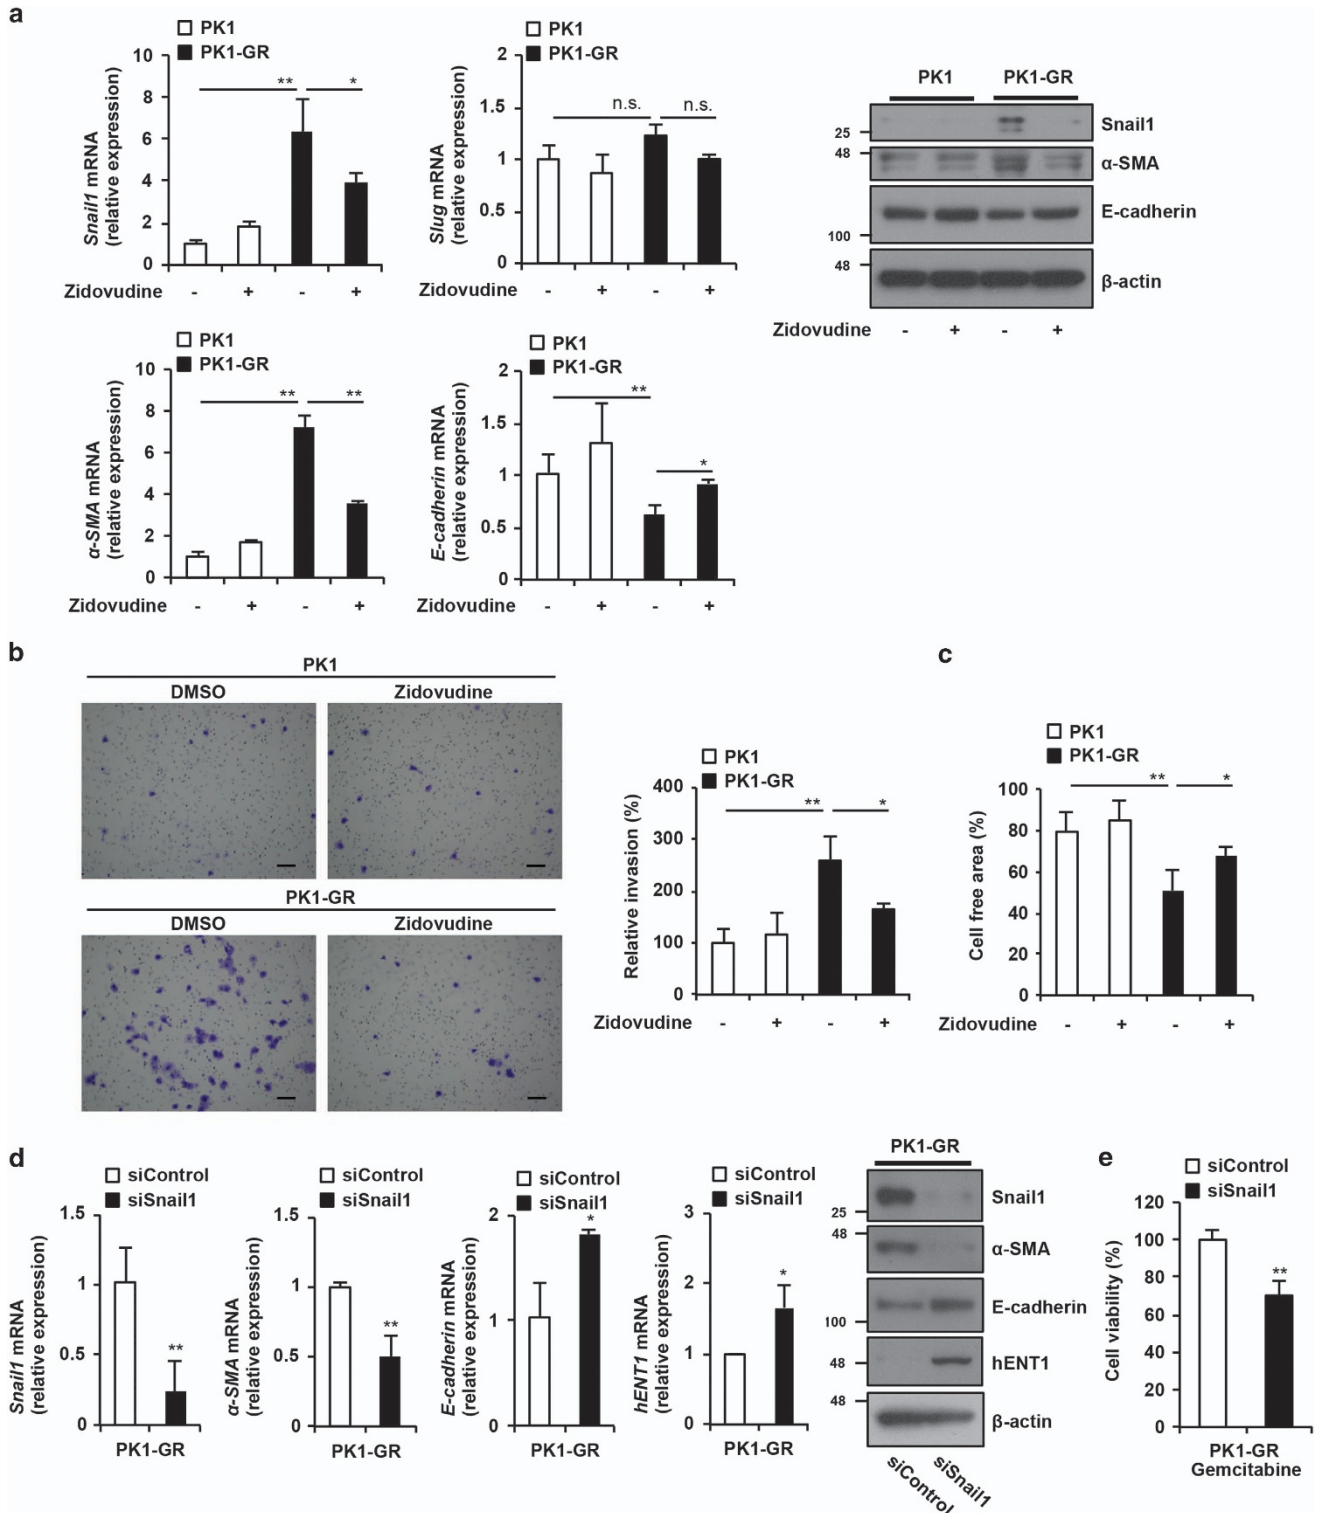 a
PK1
PK1-GR
Snail1 mRNA
(relative expression)
10
8
6
4
2
0
**
*
Zidovudine - + - +
PK1
PK1-GR
Slug mRNA
(relative expression)
2
1.5
1
0.5
0
n.s.
n.s.
Zidovudine - + - +
PK1 PK1-GR
25
Snail1
48
α-SMA
E-cadherin
100
48
β-actin
Zidovudine - + - +
PK1
PK1-GR
α-SMA mRNA
(relative expression)
10
8
6
4
2
0
**
**
Zidovudine - + - +
PK1
PK1-GR
E-cadherin mRNA
(relative expression)
2
1.5
1
0.5
0
**
*
Zidovudine - + - +
b
PK1
DMSO Zidovudine
PK1-GR
DMSO Zidovudine
PK1
PK1-GR
Relative invasion (%)
400
300
200
100
0
**
*
Zidovudine - + - +
c
PK1
PK1-GR
Cell free area (%)
100
80
60
40
20
0
**
*
Zidovudine - + - +
d
siControl
siSnail1
Snail1 mRNA
(relative expression)
1.5
1
0.5
0
**
PK1-GR
siControl
siSnail1
α-SMA mRNA
(relative expression)
1.5
1
0.5
0
**
PK1-GR
siControl
siSnail1
E-cadherin mRNA
(relative expression)
2
1
0
*
PK1-GR
siControl
siSnail1
hENT1 mRNA
(relative expression)
3
2
1
0
*
PK1-GR
PK1-GR
Snail1
25
48
α-SMA
E-cadherin
100
48
hENT1
48
β-actin
siControl
siSnail1
e
siControl
siSnail1
Cell viability (%)
120
100
80
60
40
20
0
**
PK1-GR
Gemcitabine